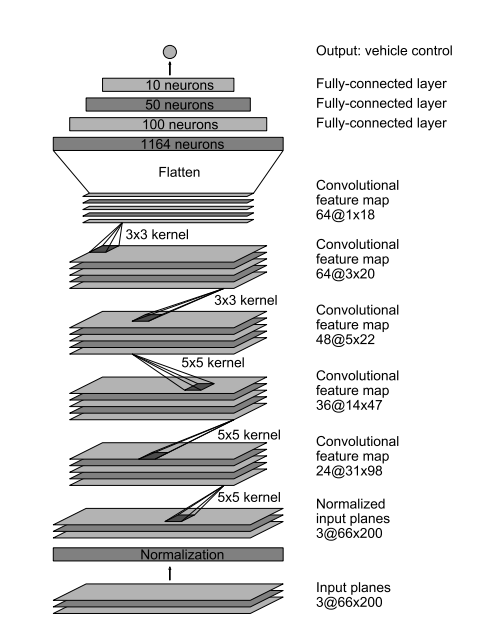 Output: vehicle control
10 neurons
Fully-connected layer
50 neurons
Fully-connected layer
100 neurons
Fully-connected layer
1164 neurons
Flatten
Convolutional
feature map
64@1x18
3x3 kernel
Convolutional
feature map
64@3x20
3x3 kernel
Convolutional
feature map
48@5x22
5x5 kernel
Convolutional
feature map
36@14x47
5x5 kernel
Convolutional
feature map
24@31x98
5x5 kernel
Normalized
input planes
3@66x200
Normalization
Input planes
3@66x200